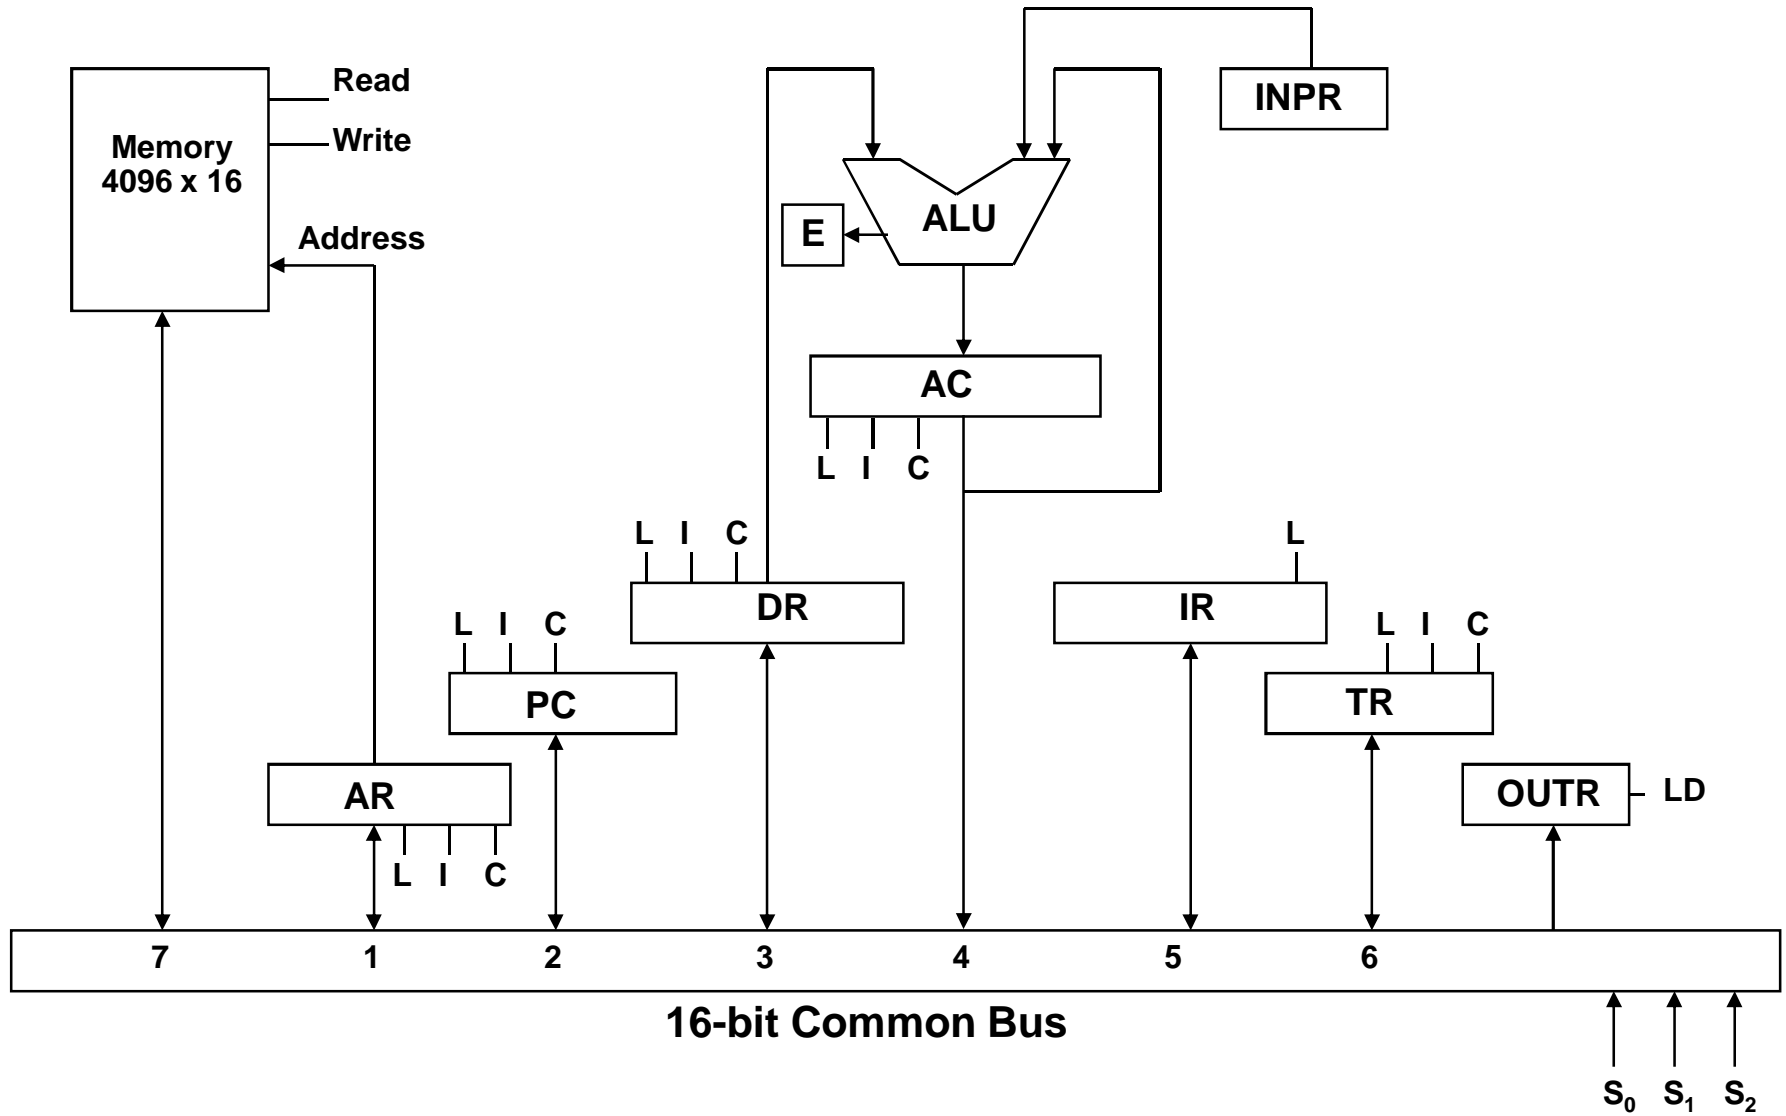 Read
INPR
Write
Memory
4096 x 16
ALU
E
Address
AC
L I C
L I C
L
DR
IR
L I C
L I C
PC
TR
AR
OUTR LD
L I C
7 1 2 3 4 5 6
16-bit Common Bus
S₀ S₁ S₂